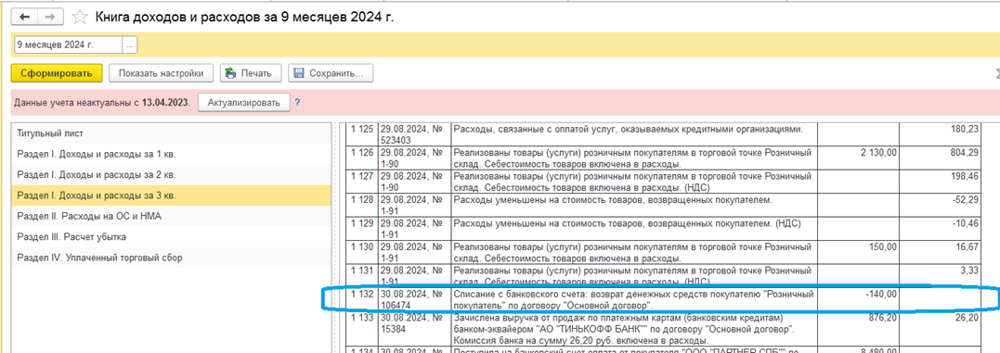 Книга доходов и расходов за 9 месяцев 2024 г.
9 месяцев 2024 г.
...
Сформировать
Показать настройки
Печать
Сохранить...
Данные учета неактуальны с 13.04.2023.
Актуализировать
?
Титульный лист
Раздел I. Доходы и расходы за 1 кв.
Раздел I. Доходы и расходы за 2 кв.
Раздел I. Доходы и расходы за 3 кв.
Раздел II. Расходы на ОС и НМА
Раздел III. Расчет убытка
Раздел IV. Уплаченный торговый сбор
1 125 29.08.2024, № Расходы, связанные с оплатой услуг, оказываемых кредитными организациями. 180,23
523403
1 126 29.08.2024, № Реализованы товары (услуги) розничным покупателям в торговой точке Розничный 2 130,00 804,29
1-90 склад. Себестоимость товаров включена в расходы.
1 127 29.08.2024, № Реализованы товары (услуги) розничным покупателям в торговой точке Розничный 198,46
1-90 склад. Себестоимость товаров включена в расходы. (НДС)
1 128 29.08.2024, № Расходы уменьшены на стоимость товаров, возвращенных покупателем. -52,29
1-91
1 129 29.08.2024, № Расходы уменьшены на стоимость товаров, возвращенных покупателем. (НДС) -10,46
1-91
1 130 29.08.2024, № Реализованы товары (услуги) розничным покупателям в торговой точке Розничный 150,00 16,67
1-91 склад. Себестоимость товаров включена в расходы.
1 131 29.08.2024, № Реализованы товары (услуги) розничным покупателям в торговой точке Розничный 3,33
1-91 склад. Себестоимость товаров включена в расходы. (НДС)
1 132 30.08.2024, № Списание с банковского счета: возврат денежных средств покупателю "Розничный -140,00
106474 покупатель" по договору "Основной договор".
1 133 30.08.2024, № Зачислена выручка от продаж по платежным картам (банковским кредитам) 876,20 26,20
15384 банком-эквайером "АО "ТИНЬКОФФ БАНК"" по договору "Основной договор".
Комиссия банка на сумму 26,20 руб. включена в расходы.
1 134 30.08.2024, № Поступила на банковский счет оплата от покупателя "ООО "ПАРТНЕР СПБ"" по 8 480,00